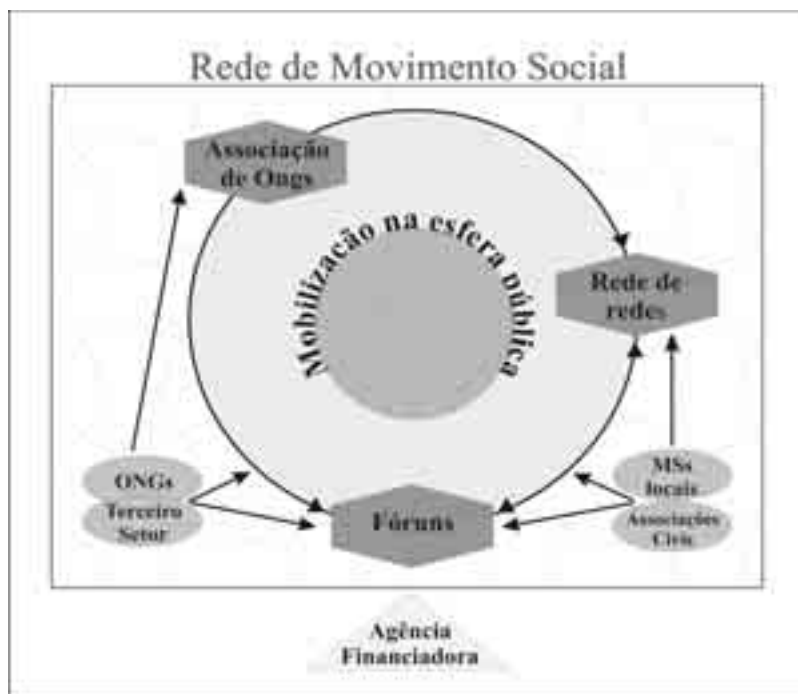 Rede de Movimento Social
Associação
de Ongs
Mobilização na esfera pública
Rede de
redes
ONGs
Terceiro
Setor
MSs
locais
Associações
Civis
Fóruns
Agência
Financiadora